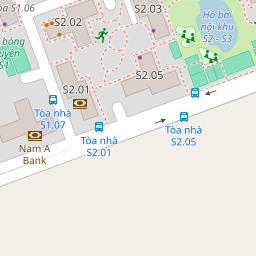 òa S1.06
S2.02
S2.03
Hồ bơi
nội khu
S2 - S3
bóng
uyền
S1
S2.05
S2.01
Tòa nhà
S1.07
Nam A
Bank
Tòa nhà
S2.01
Tòa nhà
S2.05